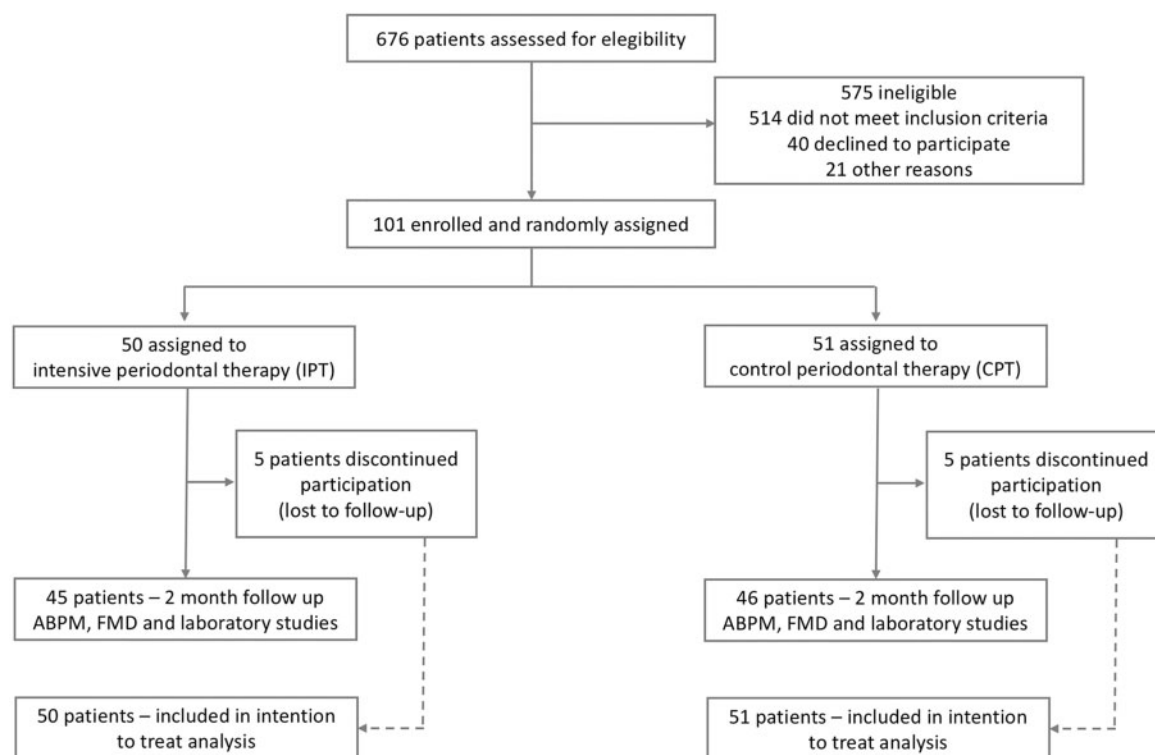 676 patients assessed for elegibility
575 ineligible
514 did not meet inclusion criteria
40 declined to participate
21 other reasons
101 enrolled and randomly assigned
50 assigned to
intensive periodontal therapy (IPT)
51 assigned to
control periodontal therapy (CPT)
5 patients discontinued
participation
(lost to follow-up)
5 patients discontinued
participation
(lost to follow-up)
45 patients – 2 month follow up
ABPM, FMD and laboratory studies
46 patients – 2 month follow up
ABPM, FMD and laboratory studies
50 patients – included in intention
to treat analysis
51 patients – included in intention
to treat analysis